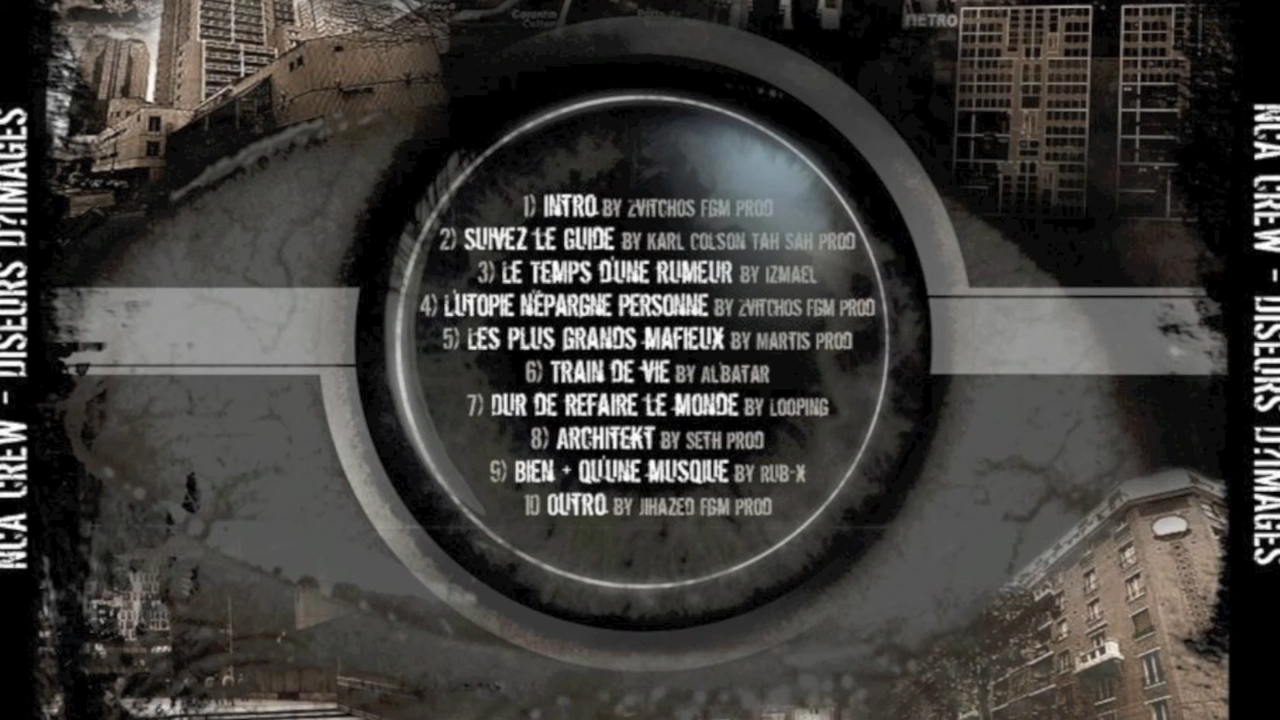 METRO
1) INTRO BY ZVITCHOS FGM PROD
2) SUIVEZ LE GUIDE BY KARL COLSON TAH SAH PROD
3) LE TEMPS D'UNE RUMEUR BY IZMAEL
4) L'UTOPIE N'ÉPARGNE PERSONNE BY ZVITCHOS FGM PROD
5) LES PLUS GRANDS MAFIEUX BY MARTIS PROD
6) TRAIN DE VIE BY AL'BATAR
7) DUR DE REFAIRE LE MONDE BY LOOPING
8) ARCHITEKT BY SETH PROD
9) BIEN + QU'UNE MUSIQUE BY RUB-X
10 OUTRO BY JIHAZED FGM PROD
NCA CREW - DISEURS D?IMAGES
NCA CREW - DISEURS D?IMAGES